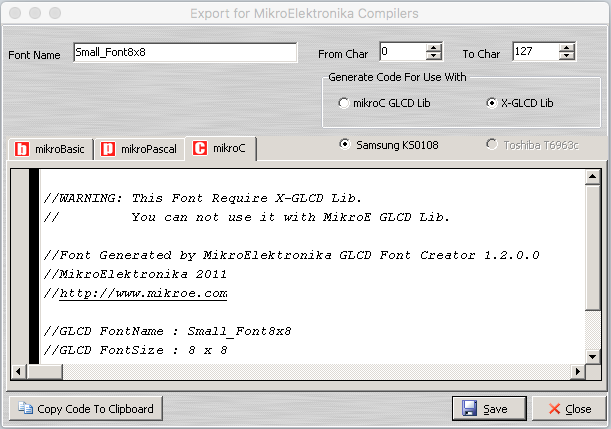 Export for MikroElektronika Compilers
Font Name Small_Font8x8 From Char 0 To Char 127
Generate Code For Use With
mikroC GLCD Lib X-GLCD Lib
b mikroBasic p mikroPascal C mikroC Samsung KS0108 Toshiba T6963c
//WARNING: This Font Require X-GLCD Lib.
// You can not use it with MikroE GLCD Lib.
//Font Generated by MikroElektronika GLCD Font Creator 1.2.0.0
//MikroElektronika 2011
//http://www.mikroe.com
//GLCD FontName : Small_Font8x8
//GLCD FontSize : 8 x 8
Copy Code To Clipboard Save Close